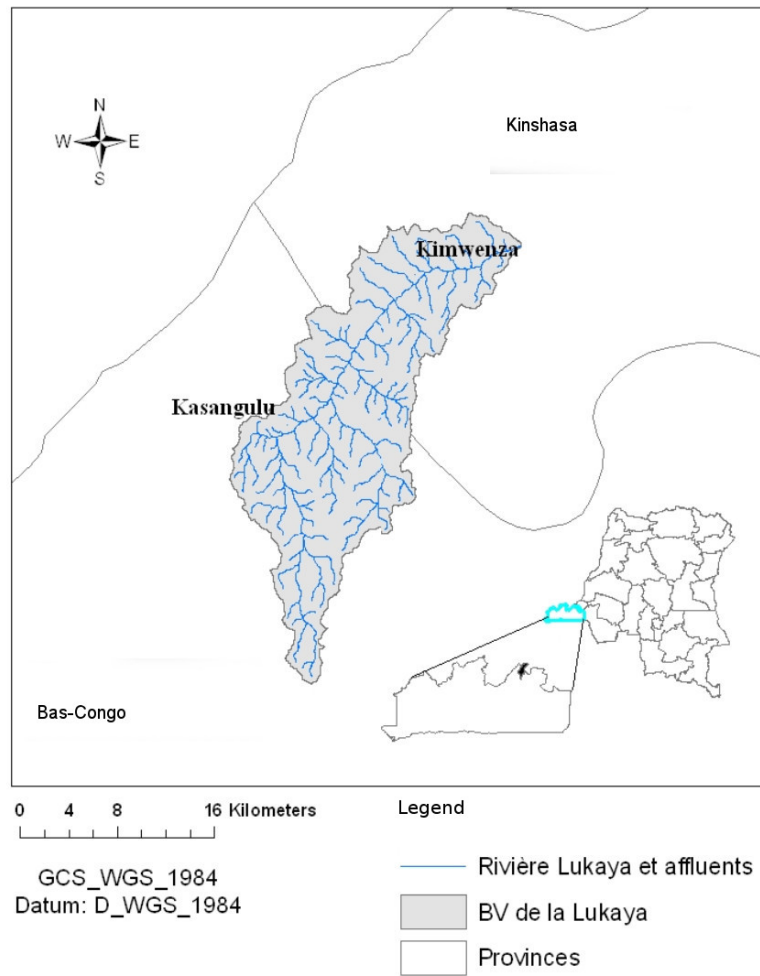 N
W E
S
Kinshasa
Kimwenza
Kasangulu
Bas-Congo
0 4 8 16 Kilometers
GCS_WGS_1984
Datum: D_WGS_1984
Legend
Rivière Lukaya et affluents
BV de la Lukaya
Provinces